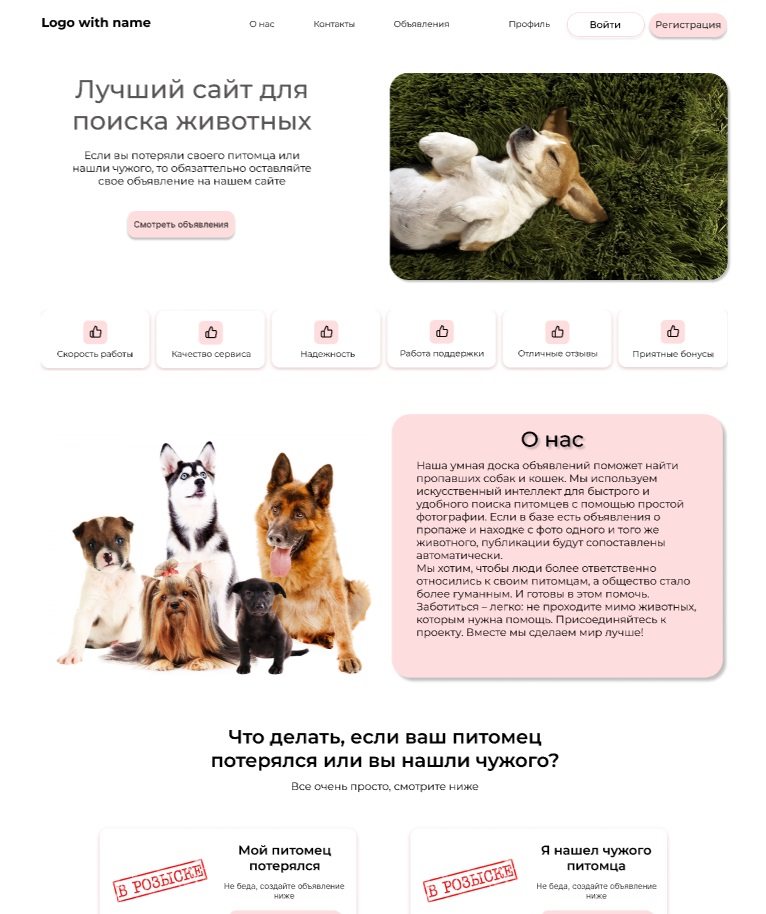 Logo with name
О нас
Контакты
Объявления
Профиль
Войти
Регистрация
Лучший сайт для
поиска животных
Если вы потеряли своего питомца или
нашли чужого, то обязаттельно оставляйте
свое объявление на нашем сайте
Смотреть объявления
Скорость работы
Качество сервиса
Надежность
Работа поддержки
Отличные отзывы
Приятные бонусы
О нас
Наша умная доска объявлений поможет найти
пропавших собак и кошек. Мы используем
искусственный интеллект для быстрого и
удобного поиска питомцев с помощью простой
фотографии. Если в базе есть объявления о
пропаже и находке с фото одного и того же
животного, публикации будут сопоставлены
автоматически.
Мы хотим, чтобы люди более ответственно
относились к своим питомцам, а общество стало
более гуманным. И готовы в этом помочь.
Заботиться – легко: не проходите мимо животных,
которым нужна помощь. Присоединяйтесь к
проекту. Вместе мы сделаем мир лучше!
Что делать, если ваш питомец
потерялся или вы нашли чужого?
Все очень просто, смотрите ниже
В РОЗЫСКЕ
Мой питомец
потерялся
Не беда, создайте объявление
ниже
В РОЗЫСКЕ
Я нашел чужого
питомца
Не беда, создайте объявление
ниже